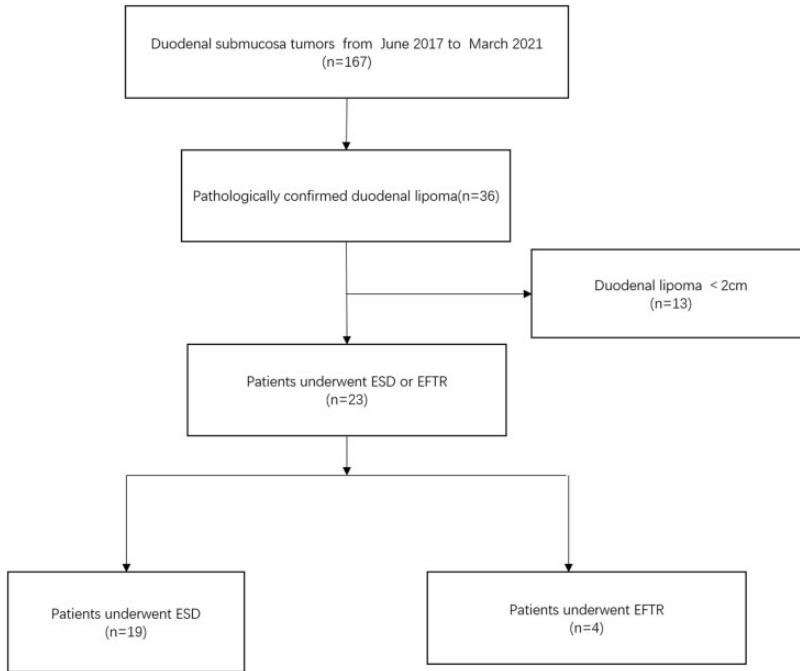 Duodenal submucosa tumors from June 2017 to March 2021
(n=167)
Pathologically confirmed duodenal lipoma(n=36)
Duodenal lipoma < 2cm
(n=13)
Patients underwent ESD or EFTR
(n=23)
Patients underwent ESD
(n=19)
Patients underwent EFTR
(n=4)